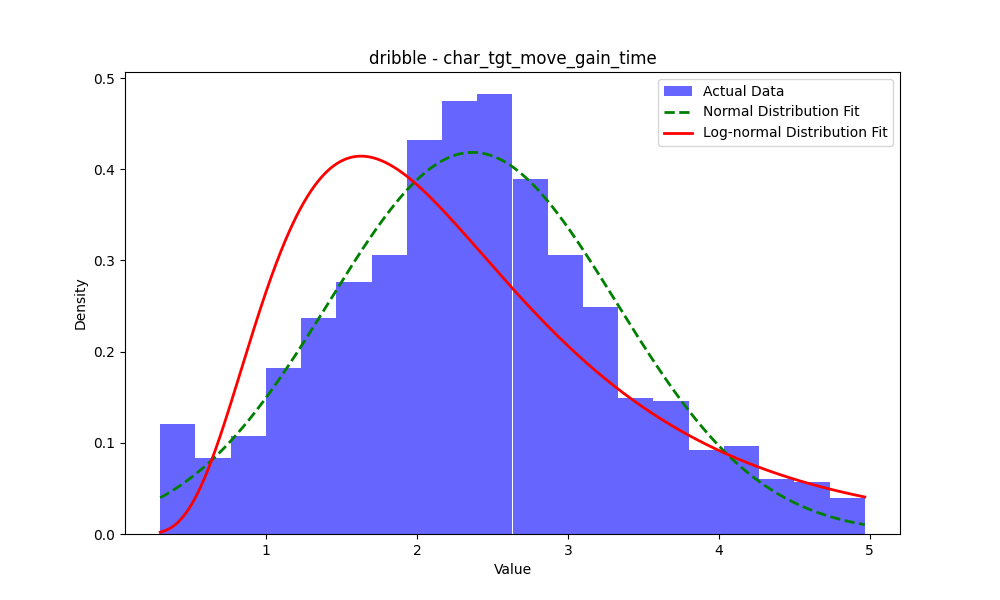 dribble - char_tgt_move_gain_time
Actual Data
Normal Distribution Fit
Log-normal Distribution Fit
Density
0.5
0.4
0.3
0.2
0.1
0.0
1 2 3 4 5
Value